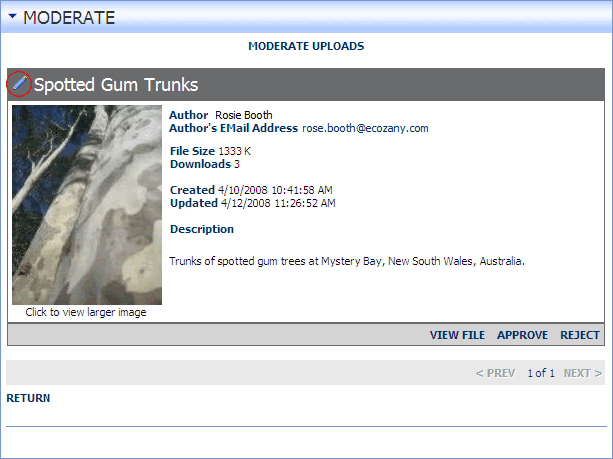 MODERATE
MODERATE UPLOADS
Spotted Gum Trunks
Author Rosie Booth
Author's EMail Address rose.booth@ecozany.com
File Size 1333 K
Downloads 3
Created 4/10/2008 10:41:58 AM
Updated 4/12/2008 11:26:52 AM
Description
Trunks of spotted gum trees at Mystery Bay, New South Wales, Australia.
Click to view larger image
VIEW FILE APPROVE REJECT
< PREV 1 of 1 NEXT >
RETURN